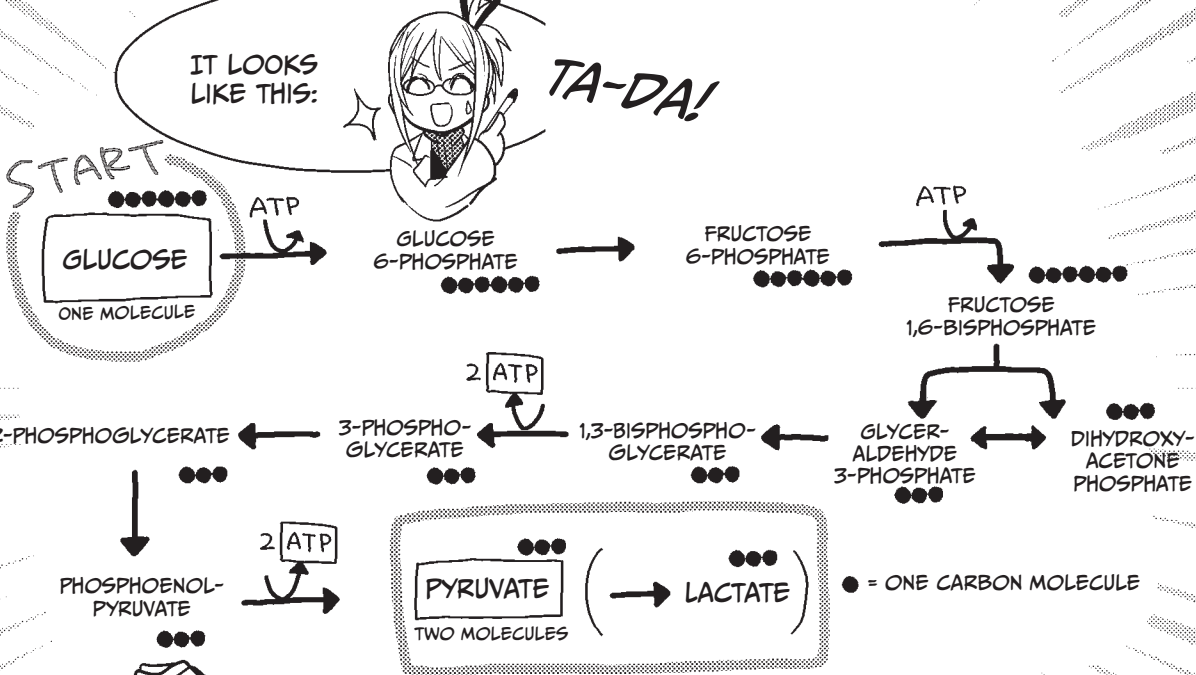 IT LOOKS
LIKE THIS:
TA-DA!
START
GLUCOSE
ONE MOLECULE
ATP
GLUCOSE
6-PHOSPHATE
FRUCTOSE
6-PHOSPHATE
ATP
FRUCTOSE
1,6-BISPHOSPHATE
GLYCER-
ALDEHYDE
3-PHOSPHATE
DIHYDROXY-
ACETONE
PHOSPHATE
1,3-BISPHOSPHO-
GLYCERATE
2 ATP
3-PHOSPHO-
GLYCERATE
2-PHOSPHOGLYCERATE
PHOSPHOENOL-
PYRUVATE
2 ATP
PYRUVATE
TWO MOLECULES
( LACTATE )
= ONE CARBON MOLECULE